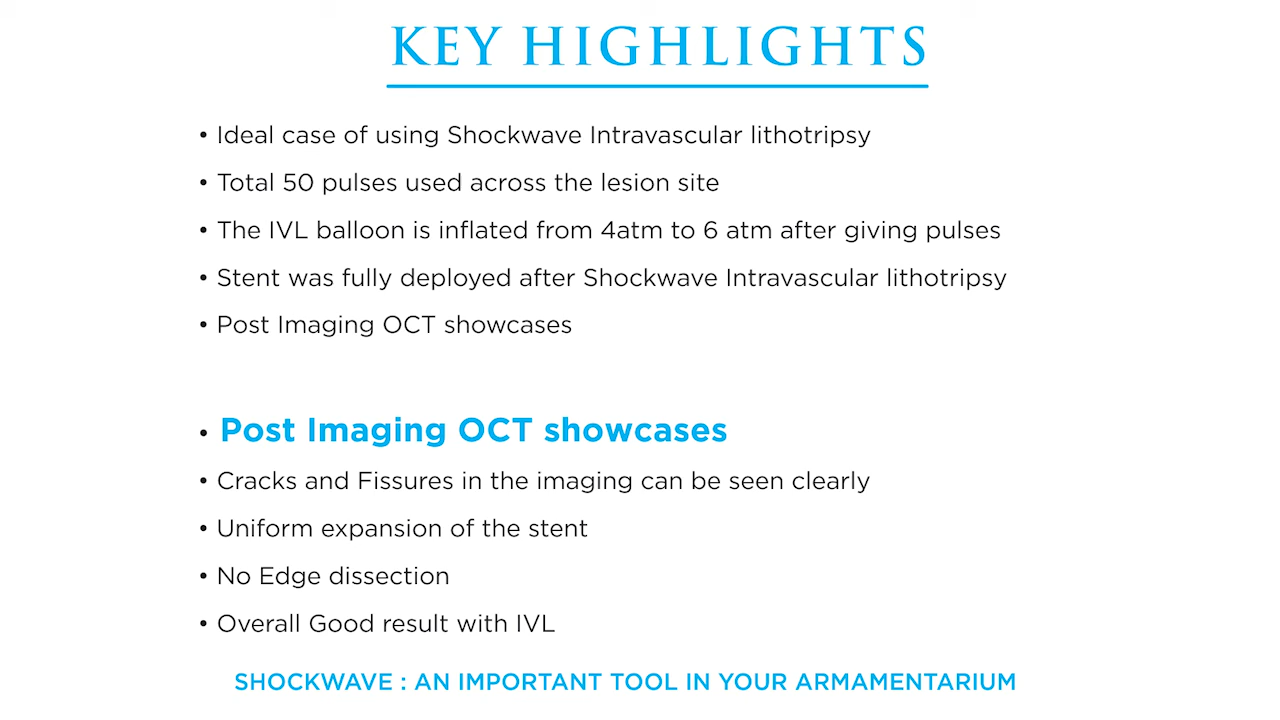 KEY HIGHLIGHTS
• Ideal case of using Shockwave Intravascular lithotripsy
• Total 50 pulses used across the lesion site
• The IVL balloon is inflated from 4atm to 6 atm after giving pulses
• Stent was fully deployed after Shockwave Intravascular lithotripsy
• Post Imaging OCT showcases
• Post Imaging OCT showcases
• Cracks and Fissures in the imaging can be seen clearly
• Uniform expansion of the stent
• No Edge dissection
• Overall Good result with IVL
SHOCKWAVE : AN IMPORTANT TOOL IN YOUR ARMAMENTARIUM